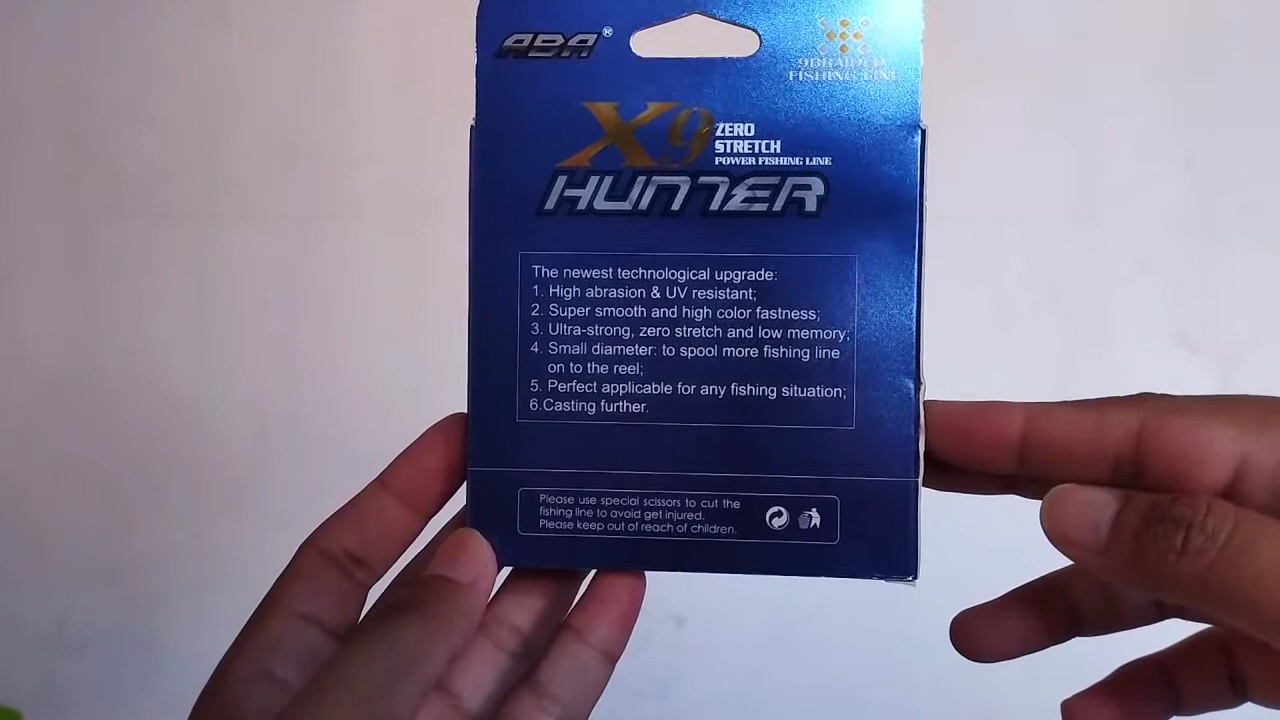 ABA®
9BRAIDED
FISHING LINE
X9 ZERO
STRETCH
POWER FISHING LINE
HUNTER
The newest technological upgrade:
1. High abrasion & UV resistant;
2. Super smooth and high color fastness;
3. Ultra-strong, zero stretch and low memory;
4. Small diameter: to spool more fishing line
on to the reel;
5. Perfect applicable for any fishing situation;
6.Casting further.
Please use special scissors to cut the
fishing line to avoid get injured.
Please keep out of reach of children.